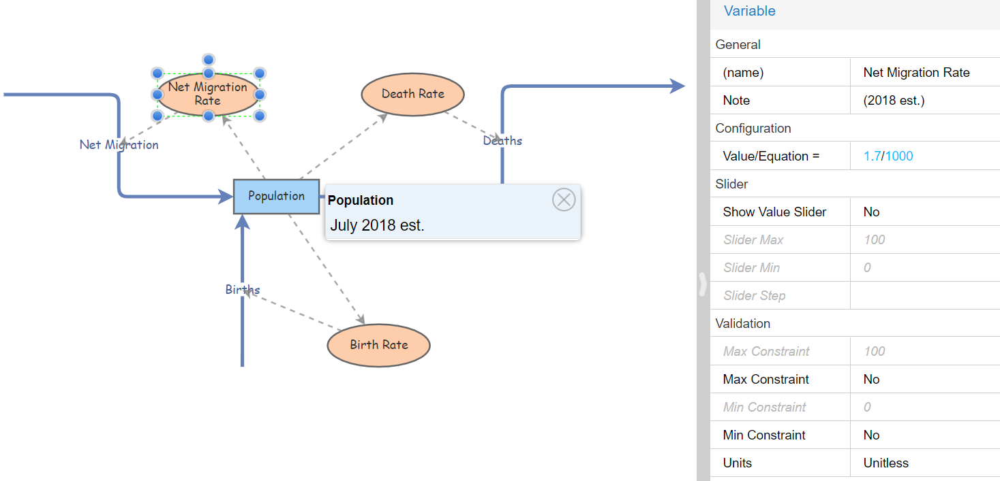 Net Migration
Rate
Death Rate
Net Migration
Deaths
Population
Population
July 2018 est.
Births
Birth Rate
Variable
General
(name) Net Migration Rate
Note (2018 est.)
Configuration
Value/Equation = 1.7/1000
Slider
Show Value Slider No
Slider Max 100
Slider Min 0
Slider Step
Validation
Max Constraint 100
Max Constraint No
Min Constraint 0
Min Constraint No
Units Unitless